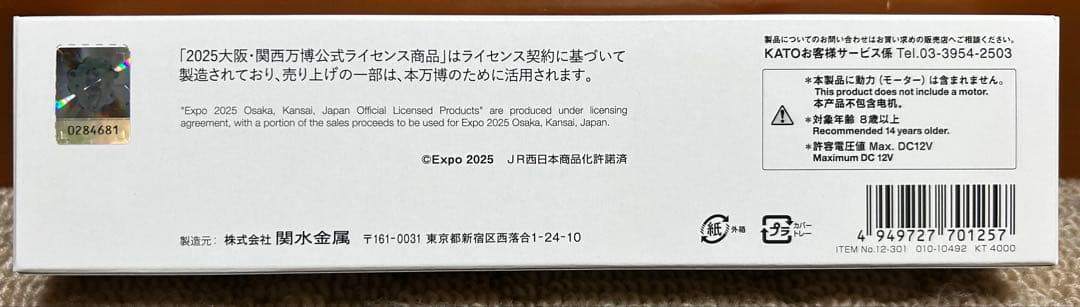 0284681
「2025大阪・関西万博公式ライセンス商品」はライセンス契約に基づいて
製造されており、売り上げの一部は、本万博のために活用されます。
"Expo 2025 Osaka, Kansai, Japan Official Licensed Products" are produced under licensing
agreement, with a portion of the sales proceeds to be used for Expo 2025 Osaka, Kansai, Japan.
©Expo 2025 JR西日本商品化許諾済
製造元: 株式会社 関水金属 〒161-0031 東京都新宿区西落合1-24-10
製品についてのお問い合わせはお買い求めの販売店へご相談ください。
KATOお客様サービス係 Tel.03-3954-2503
＊本製品に動力（モーター）は含まれません。
This product does not include a motor.
本产品不包含电机。
＊対象年齢 8歳以上
Recommended 14 years older.
＊許容電圧値 Max. DC12V
Maximum DC 12V
紙 外箱
プラ カバー
トレー
4 949727 701257
ITEM No.12-301 010-10492 KT 4000